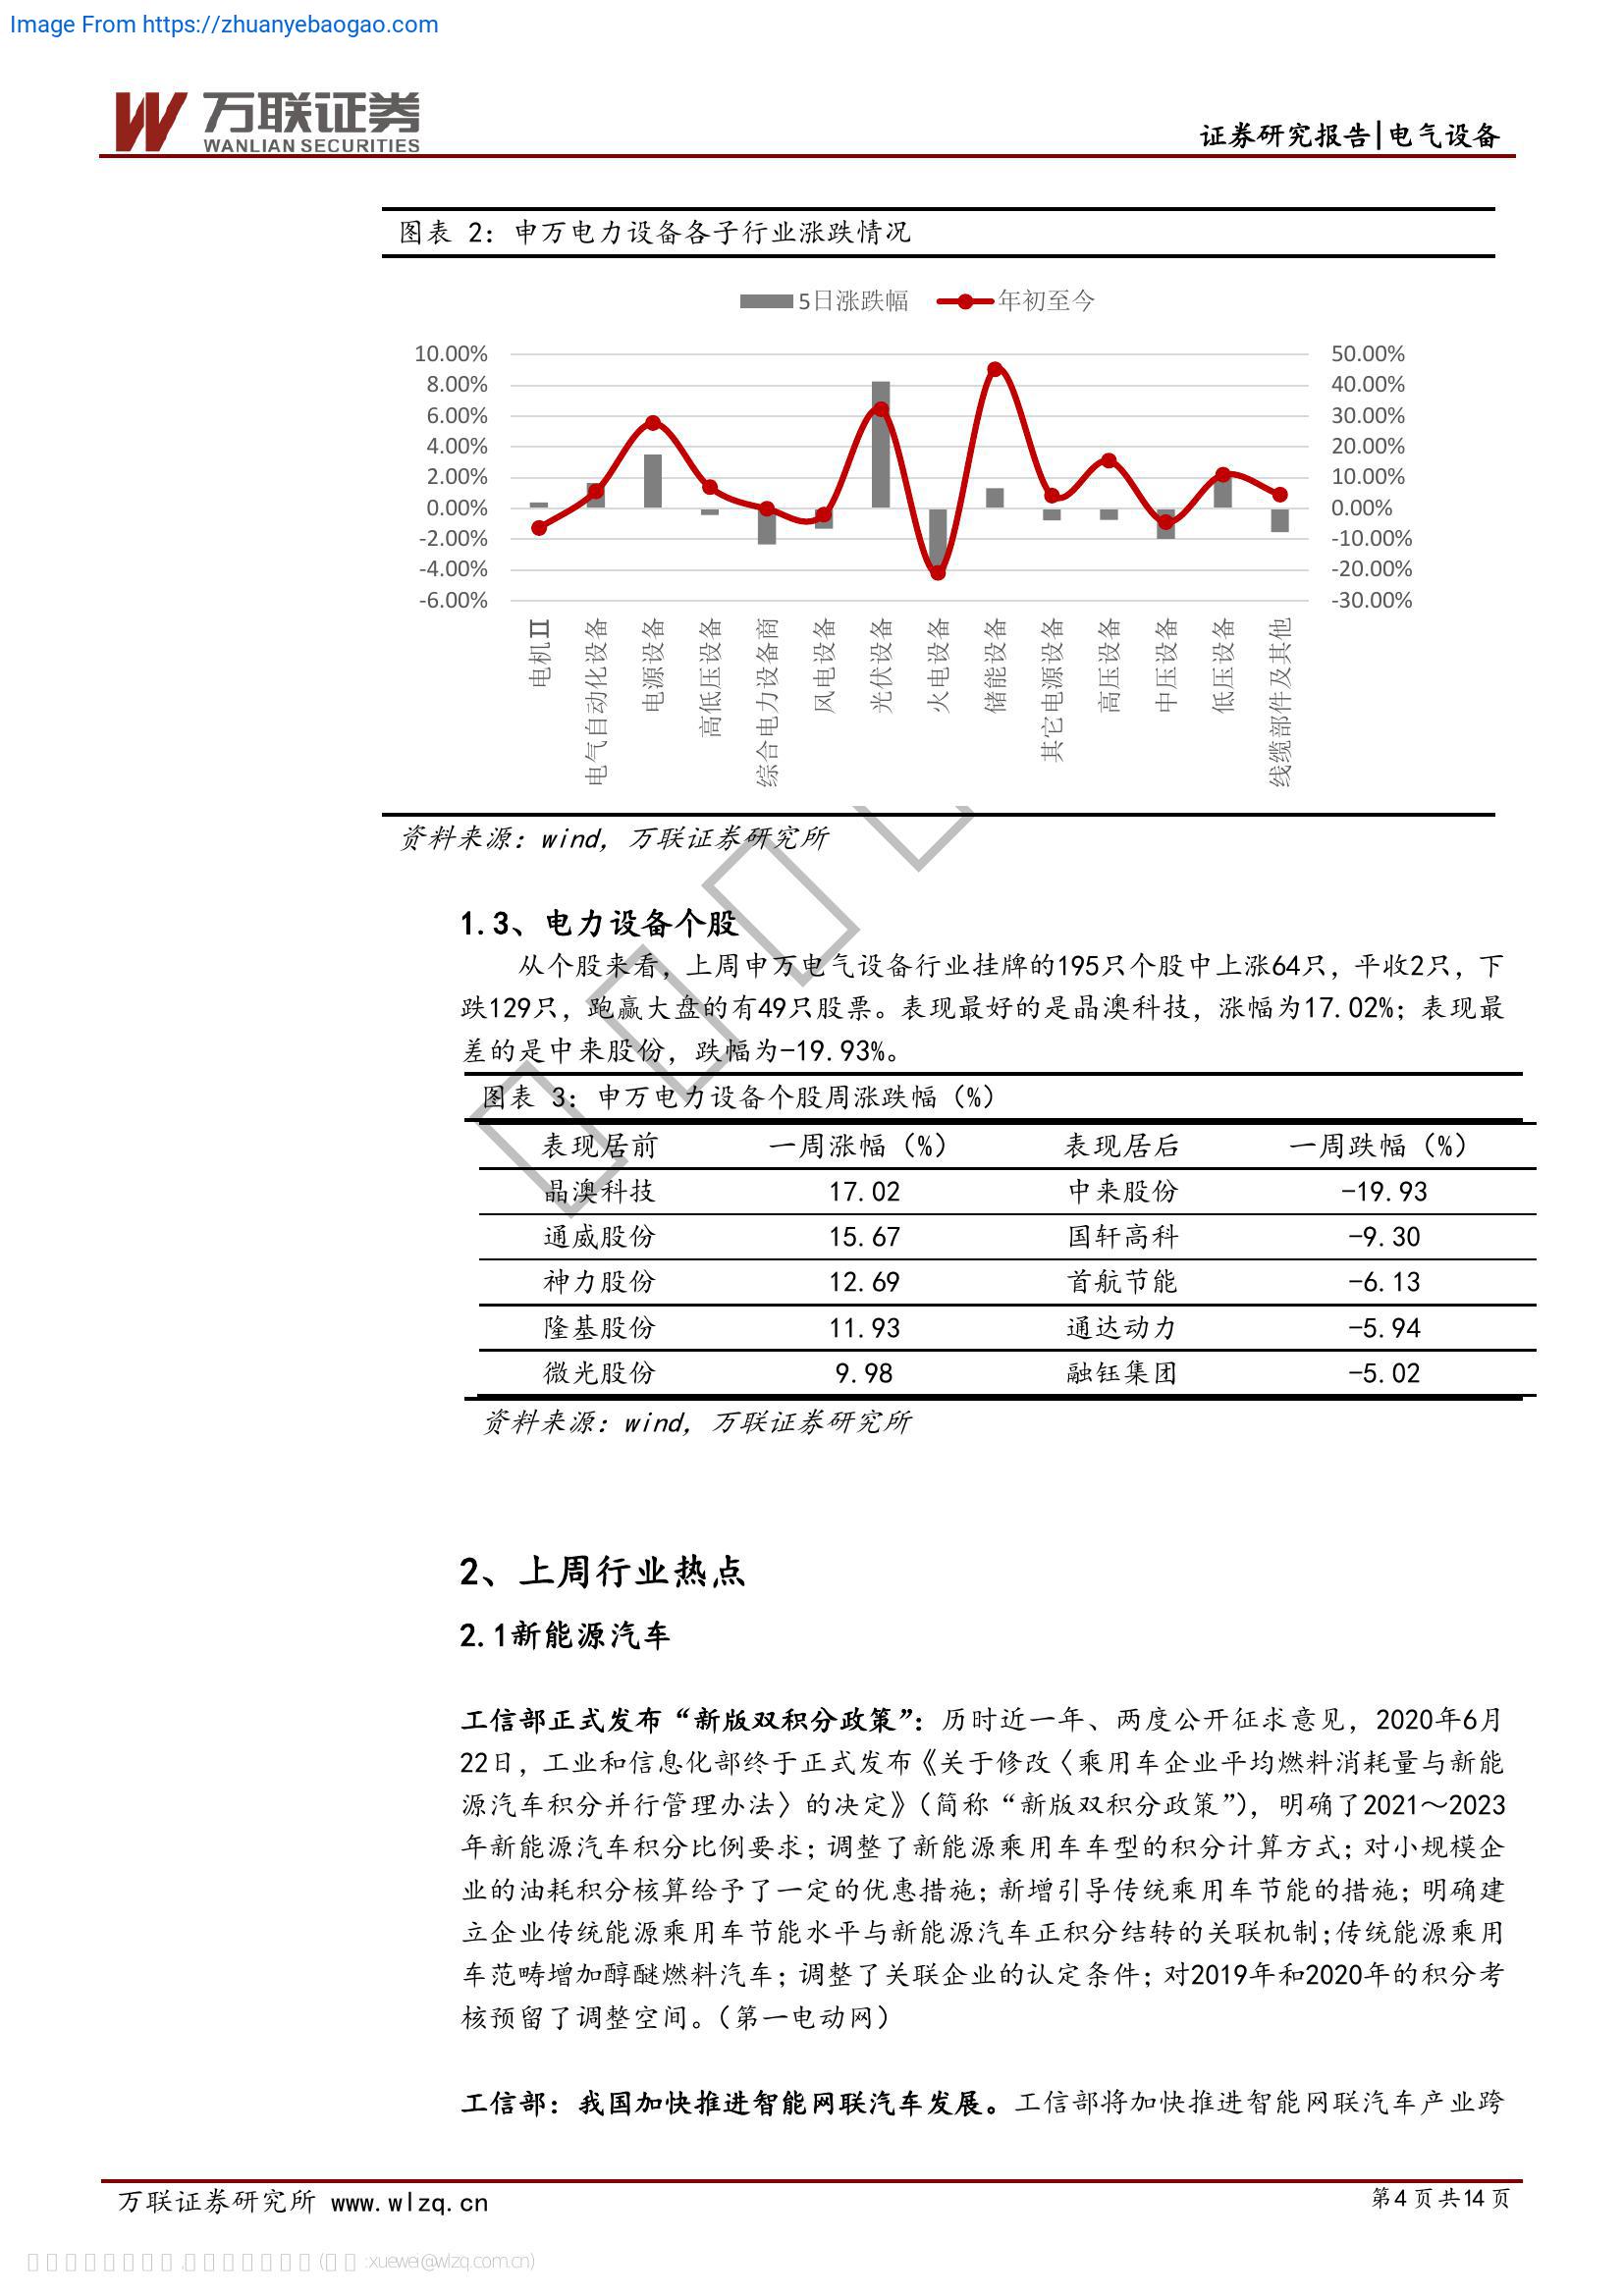 Image From https://zhuanyebaogao.com
万联证券
WANLIAN SECURITIES
证券研究报告|电气设备
图表 2：申万电力设备各子行业涨跌情况
5日涨跌幅 年初至今
10.00% 50.00%
8.00% 40.00%
6.00% 30.00%
4.00% 20.00%
2.00% 10.00%
0.00% 0.00%
-2.00% -10.00%
-4.00% -20.00%
-6.00% -30.00%
电机Ⅱ
电气自动化设备
电源设备
高低压设备
综合电力设备商
风电设备
光伏设备
火电设备
储能设备
其它电源设备
高压设备
中压设备
低压设备
线缆部件及其他
资料来源：wind，万联证券研究所
1.3、电力设备个股
从个股来看，上周申万电气设备行业挂牌的195只个股中上涨64只，平收2只，下
跌129只，跑赢大盘的有49只股票。表现最好的是晶澳科技，涨幅为17.02%；表现最
差的是中来股份，跌幅为-19.93%。
图表 3：申万电力设备个股周涨跌幅（%）
表现居前 一周涨幅（%） 表现居后 一周跌幅（%）
晶澳科技 17.02 中来股份 -19.93
通威股份 15.67 国轩高科 -9.30
神力股份 12.69 首航节能 -6.13
隆基股份 11.93 通达动力 -5.94
微光股份 9.98 融钰集团 -5.02
资料来源：wind，万联证券研究所
2、上周行业热点
2.1新能源汽车
工信部正式发布“新版双积分政策”：历时近一年、两度公开征求意见，2020年6月
22日，工业和信息化部终于正式发布《关于修改〈乘用车企业平均燃料消耗量与新能
源汽车积分并行管理办法〉的决定》（简称“新版双积分政策”），明确了2021～2023
年新能源汽车积分比例要求；调整了新能源乘用车车型的积分计算方式；对小规模企
业的油耗积分核算给予了一定的优惠措施；新增引导传统乘用车节能的措施；明确建
立企业传统能源乘用车节能水平与新能源汽车正积分结转的关联机制；传统能源乘用
车范畴增加醇醚燃料汽车；调整了关联企业的认定条件；对2019年和2020年的积分考
核预留了调整空间。（第一电动网）
工信部：我国加快推进智能网联汽车发展。工信部将加快推进智能网联汽车产业跨
万联证券研究所 www.wlzq.cn
第4页共14页
:xuewei@wlzq.com.cn)